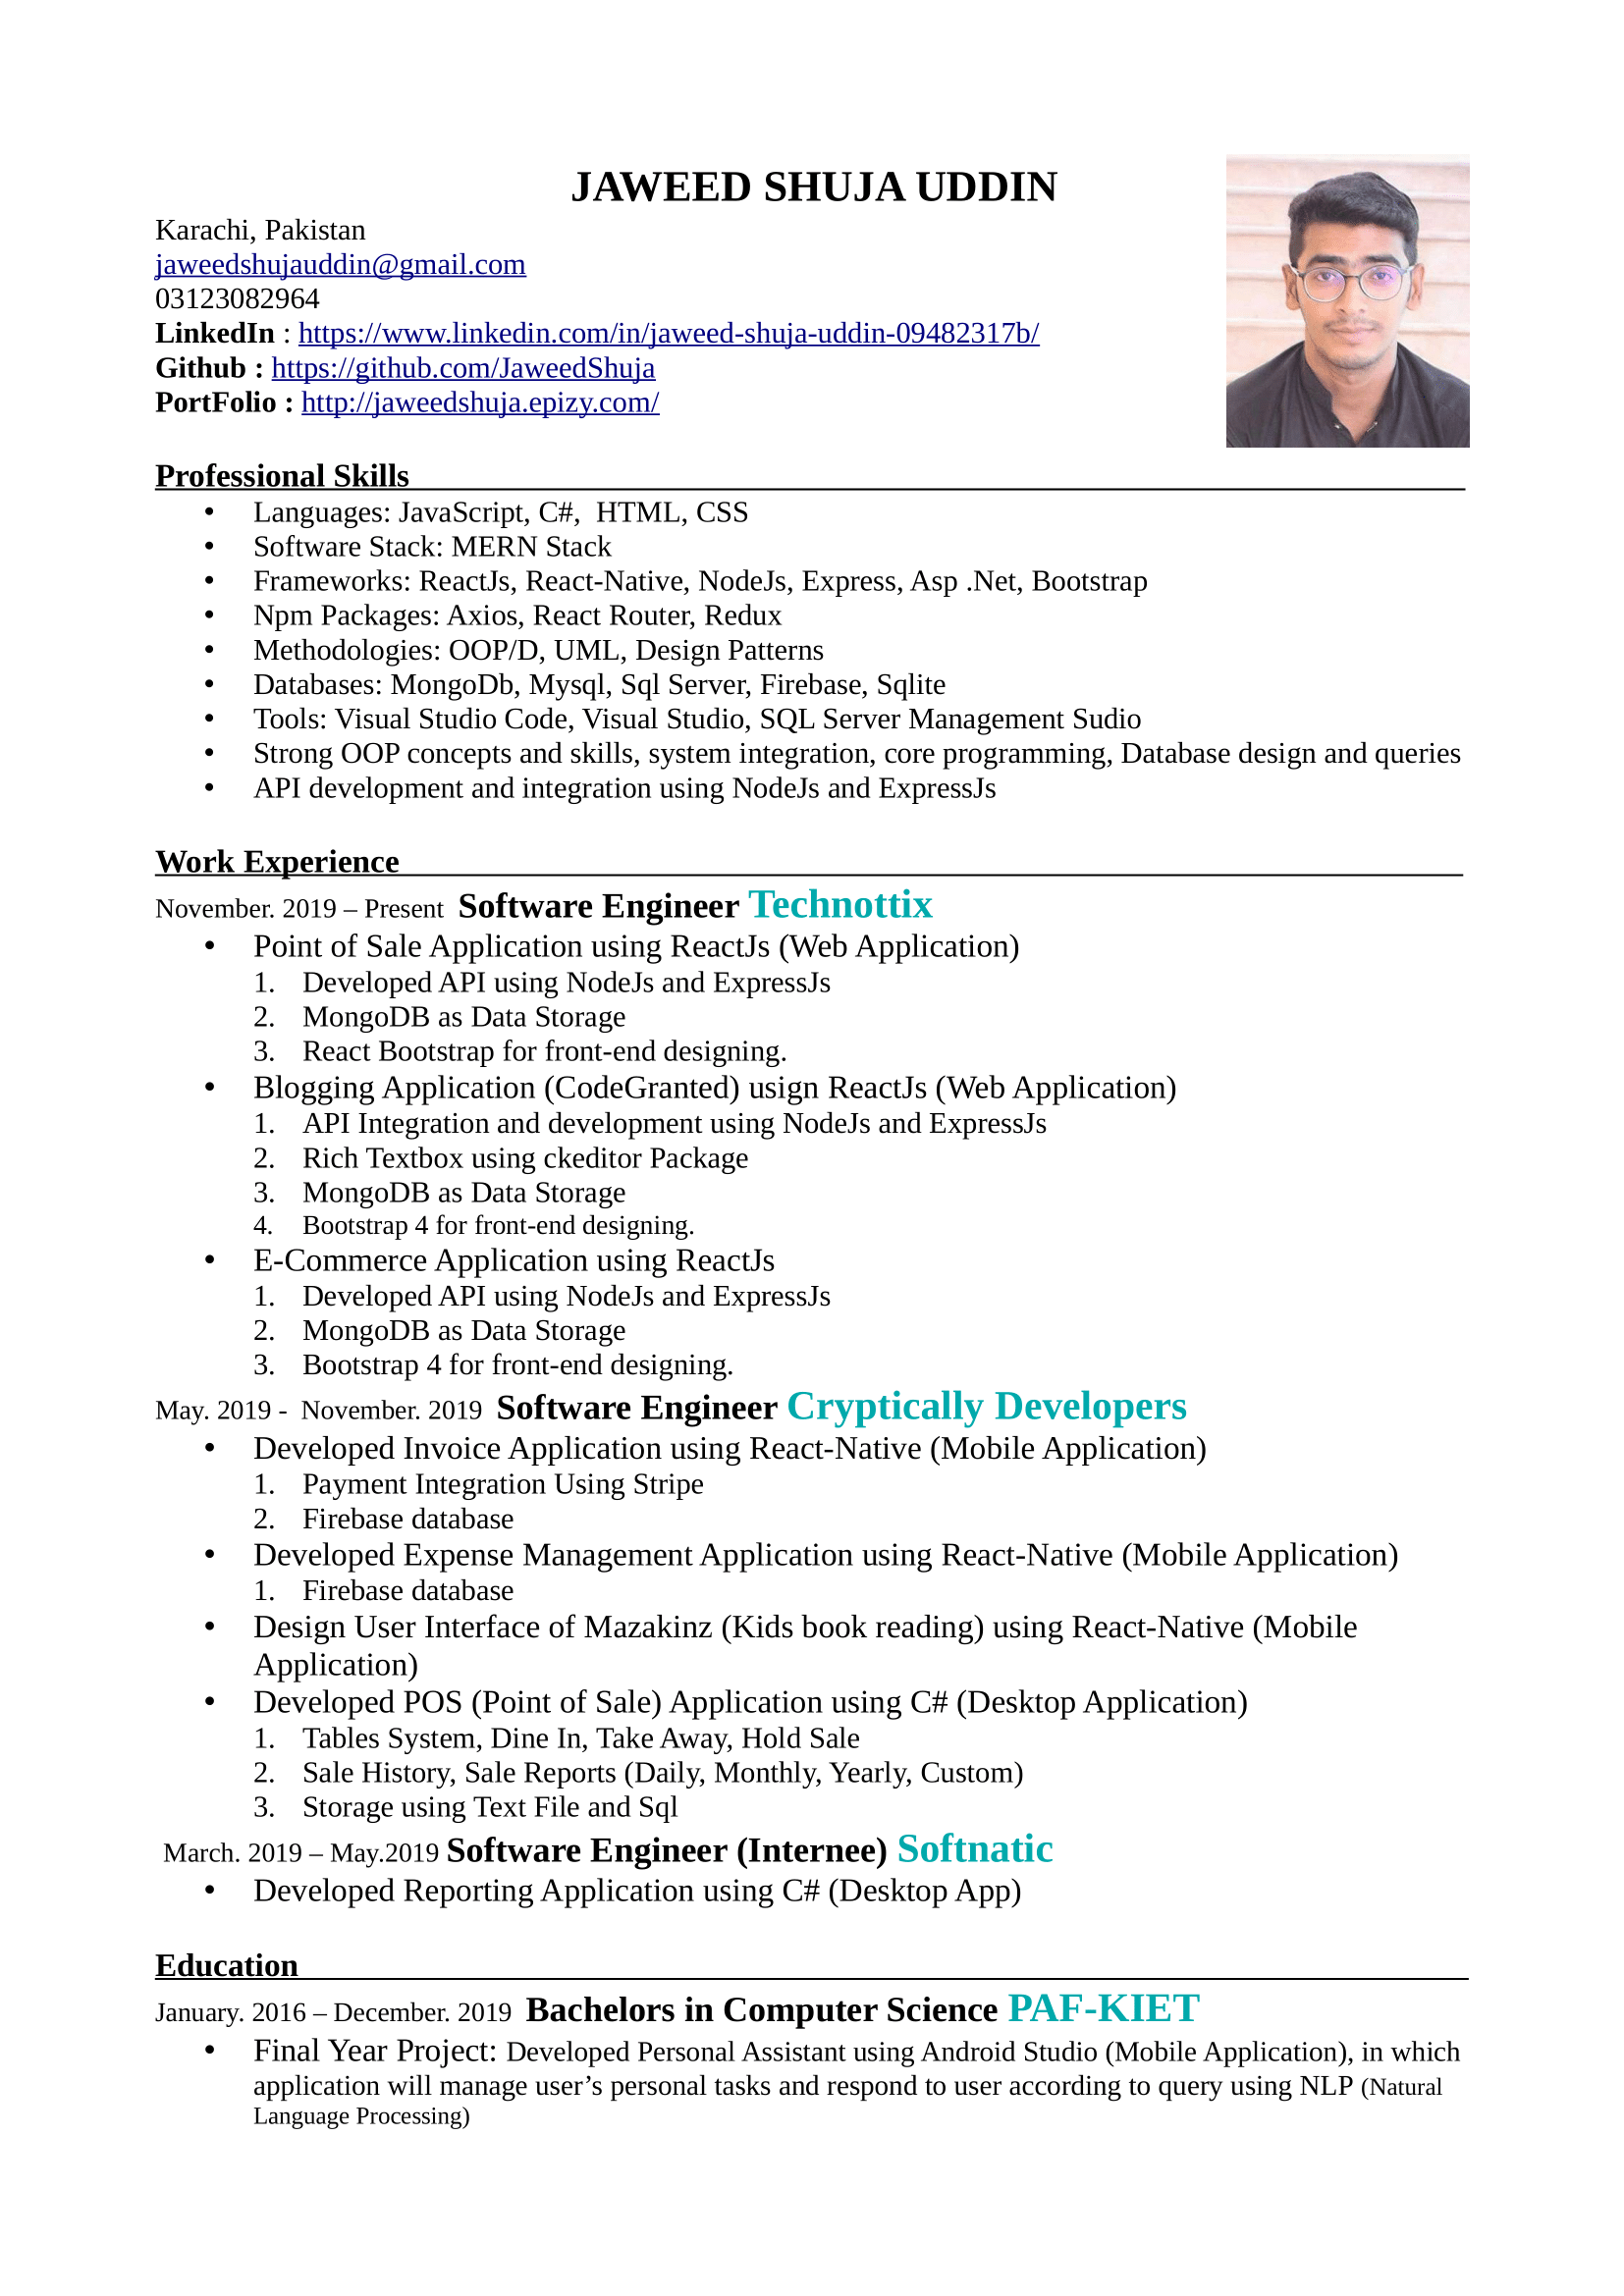 JAWEED SHUJA UDDIN
Karachi, Pakistan
jaweedshujauddin@gmail.com
03123082964
LinkedIn : https://www.linkedin.com/in/jaweed-shuja-uddin-09482317b/
Github : https://github.com/JaweedShuja
PortFolio : http://jaweedshuja.epizy.com/
Professional Skills
• Languages: JavaScript, C#,  HTML, CSS
• Software Stack: MERN Stack
• Frameworks: ReactJs, React-Native, NodeJs, Express, Asp .Net, Bootstrap
• Npm Packages: Axios, React Router, Redux
• Methodologies: OOP/D, UML, Design Patterns
• Databases: MongoDb, Mysql, Sql Server, Firebase, Sqlite
• Tools: Visual Studio Code, Visual Studio, SQL Server Management Sudio
• Strong OOP concepts and skills, system integration, core programming, Database design and queries
• API development and integration using NodeJs and ExpressJs
Work Experience
November. 2019 – Present  Software Engineer Technottix
• Point of Sale Application using ReactJs (Web Application)
1. Developed API using NodeJs and ExpressJs
2. MongoDB as Data Storage
3. React Bootstrap for front-end designing.
• Blogging Application (CodeGranted) usign ReactJs (Web Application)
1. API Integration and development using NodeJs and ExpressJs
2. Rich Textbox using ckeditor Package
3. MongoDB as Data Storage
4. Bootstrap 4 for front-end designing.
• E-Commerce Application using ReactJs
1. Developed API using NodeJs and ExpressJs
2. MongoDB as Data Storage
3. Bootstrap 4 for front-end designing.
May. 2019 -  November. 2019  Software Engineer Cryptically Developers
• Developed Invoice Application using React-Native (Mobile Application)
1. Payment Integration Using Stripe
2. Firebase database
• Developed Expense Management Application using React-Native (Mobile Application)
1. Firebase database
• Design User Interface of Mazakinz (Kids book reading) using React-Native (Mobile
Application)
• Developed POS (Point of Sale) Application using C# (Desktop Application)
1. Tables System, Dine In, Take Away, Hold Sale
2. Sale History, Sale Reports (Daily, Monthly, Yearly, Custom)
3. Storage using Text File and Sql
March. 2019 – May.2019 Software Engineer (Internee) Softnatic
• Developed Reporting Application using C# (Desktop App)
Education
January. 2016 – December. 2019  Bachelors in Computer Science PAF-KIET
• Final Year Project: Developed Personal Assistant using Android Studio (Mobile Application), in which
application will manage user’s personal tasks and respond to user according to query using NLP (Natural
Language Processing)